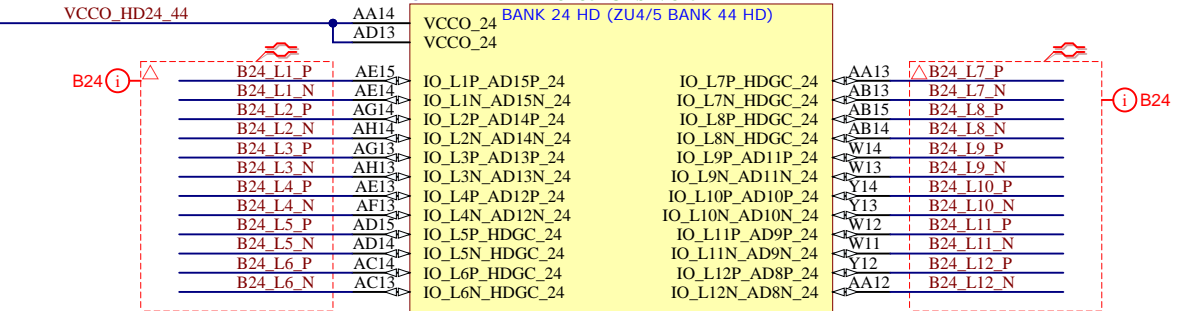 VCCO_HD24_44 AA14 VCCO_24 BANK 24 HD (ZU4/5 BANK 44 HD)
AD13 VCCO_24
B24 i
i B24
B24_L1_P AE15 IO_L1P_AD15P_24 IO_L7P_HDGC_24 AA13 B24_L7_P
B24_L1_N AE14 IO_L1N_AD15N_24 IO_L7N_HDGC_24 AB13 B24_L7_N
B24_L2_P AG14 IO_L2P_AD14P_24 IO_L8P_HDGC_24 AB15 B24_L8_P
B24_L2_N AH14 IO_L2N_AD14N_24 IO_L8N_HDGC_24 AB14 B24_L8_N
B24_L3_P AG13 IO_L3P_AD13P_24 IO_L9P_AD11P_24 W14 B24_L9_P
B24_L3_N AH13 IO_L3N_AD13N_24 IO_L9N_AD11N_24 W13 B24_L9_N
B24_L4_P AE13 IO_L4P_AD12P_24 IO_L10P_AD10P_24 Y14 B24_L10_P
B24_L4_N AF13 IO_L4N_AD12N_24 IO_L10N_AD10N_24 Y13 B24_L10_N
B24_L5_P AD15 IO_L5P_HDGC_24 IO_L11P_AD9P_24 W12 B24_L11_P
B24_L5_N AD14 IO_L5N_HDGC_24 IO_L11N_AD9N_24 W11 B24_L11_N
B24_L6_P AC14 IO_L6P_HDGC_24 IO_L12P_AD8P_24 Y12 B24_L12_P
B24_L6_N AC13 IO_L6N_HDGC_24 IO_L12N_AD8N_24 AA12 B24_L12_N